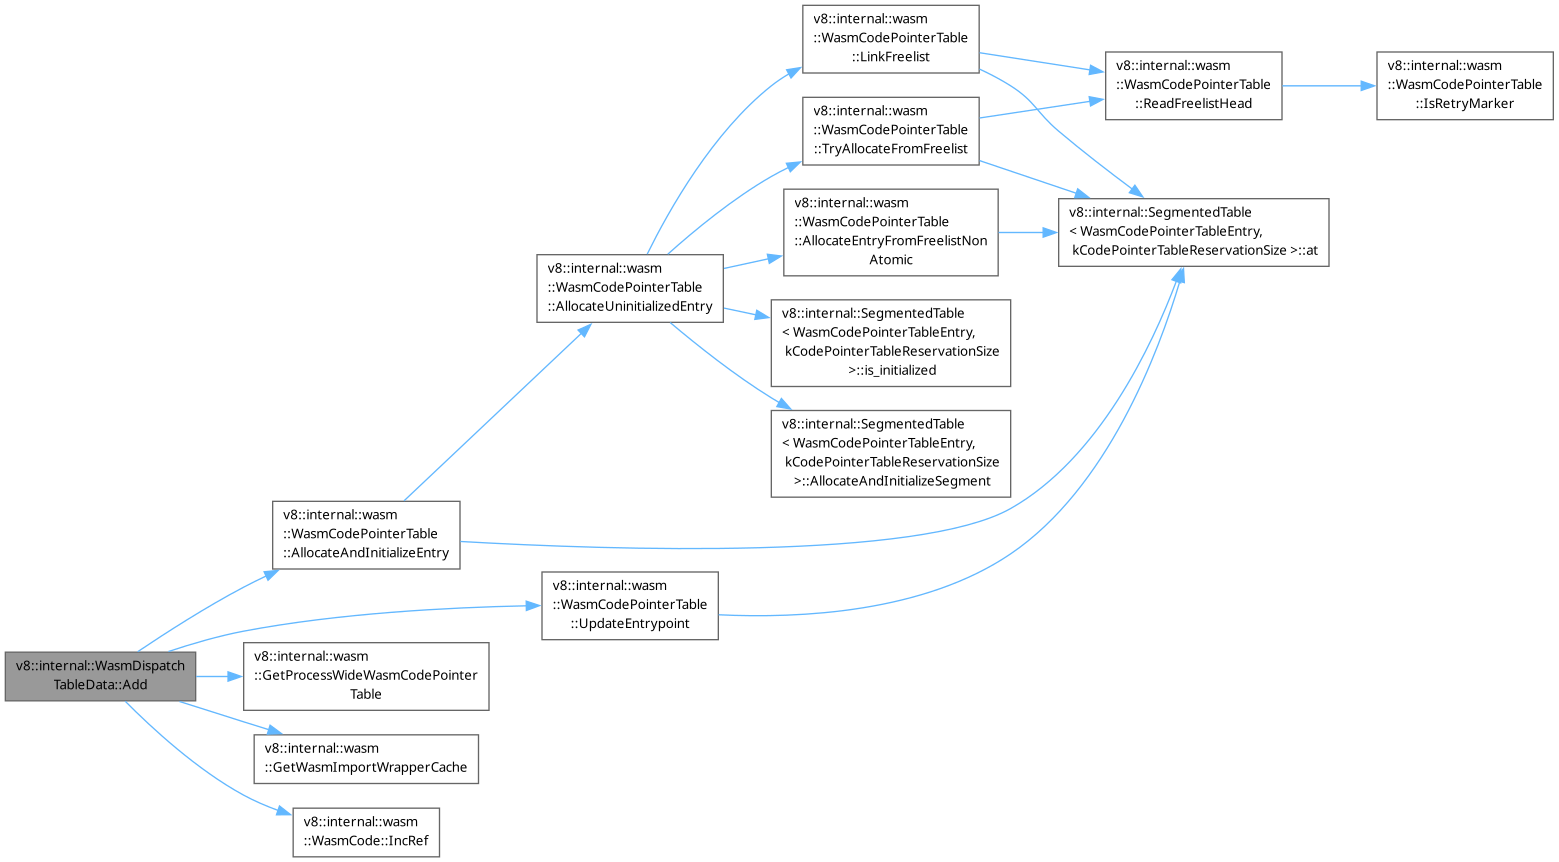 v8::internal::wasm
::WasmCodePointerTable
::LinkFreelist
v8::internal::wasm
::WasmCodePointerTable
::ReadFreelistHead
v8::internal::wasm
::WasmCodePointerTable
::IsRetryMarker
v8::internal::wasm
::WasmCodePointerTable
::TryAllocateFromFreelist
v8::internal::wasm
::WasmCodePointerTable
::AllocateEntryFromFreelistNon
Atomic
v8::internal::SegmentedTable
< WasmCodePointerTableEntry,
kCodePointerTableReservationSize >::at
v8::internal::wasm
::WasmCodePointerTable
::AllocateUninitializedEntry
v8::internal::SegmentedTable
< WasmCodePointerTableEntry,
kCodePointerTableReservationSize
>::is_initialized
v8::internal::SegmentedTable
< WasmCodePointerTableEntry,
kCodePointerTableReservationSize
>::AllocateAndInitializeSegment
v8::internal::wasm
::WasmCodePointerTable
::AllocateAndInitializeEntry
v8::internal::wasm
::WasmCodePointerTable
::UpdateEntrypoint
v8::internal::WasmDispatch
TableData::Add
v8::internal::wasm
::GetProcessWideWasmCodePointer
Table
v8::internal::wasm
::GetWasmImportWrapperCache
v8::internal::wasm
::WasmCode::IncRef